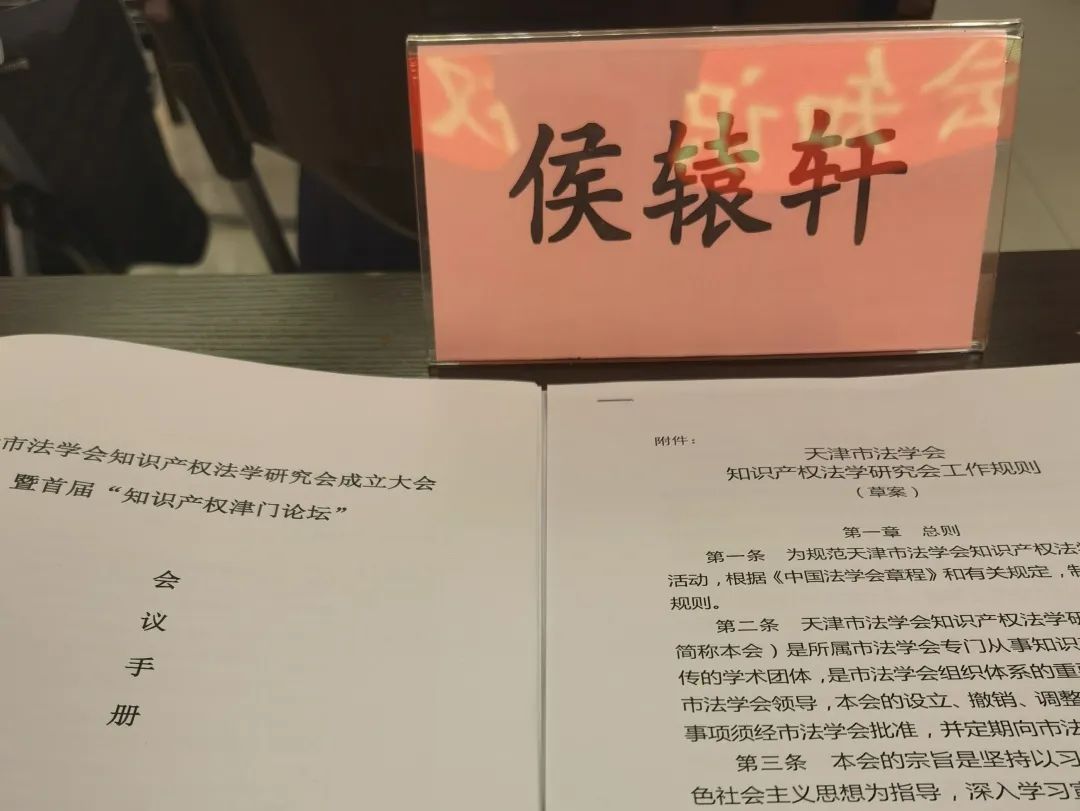 侯辕轩
市法学会知识产权法学研究会成立大会
暨首届“知识产权津门论坛”
会
议
手
册
附件：
天津市法学会
知识产权法学研究会工作规则
（草案）
第一章 总则
第一条 为规范天津市法学会知识产权法学
活动，根据《中国法学会章程》和有关规定，制
规则。
第二条 天津市法学会知识产权法学研
简称本会）是所属市法学会专门从事知识
传的学术团体，是市法学会组织体系的重
市法学会领导，本会的设立、撤销、调整
事项须经市法学会批准，并定期向市法
第三条 本会的宗旨是坚持以习
色社会主义思想为指导，深入学习宣